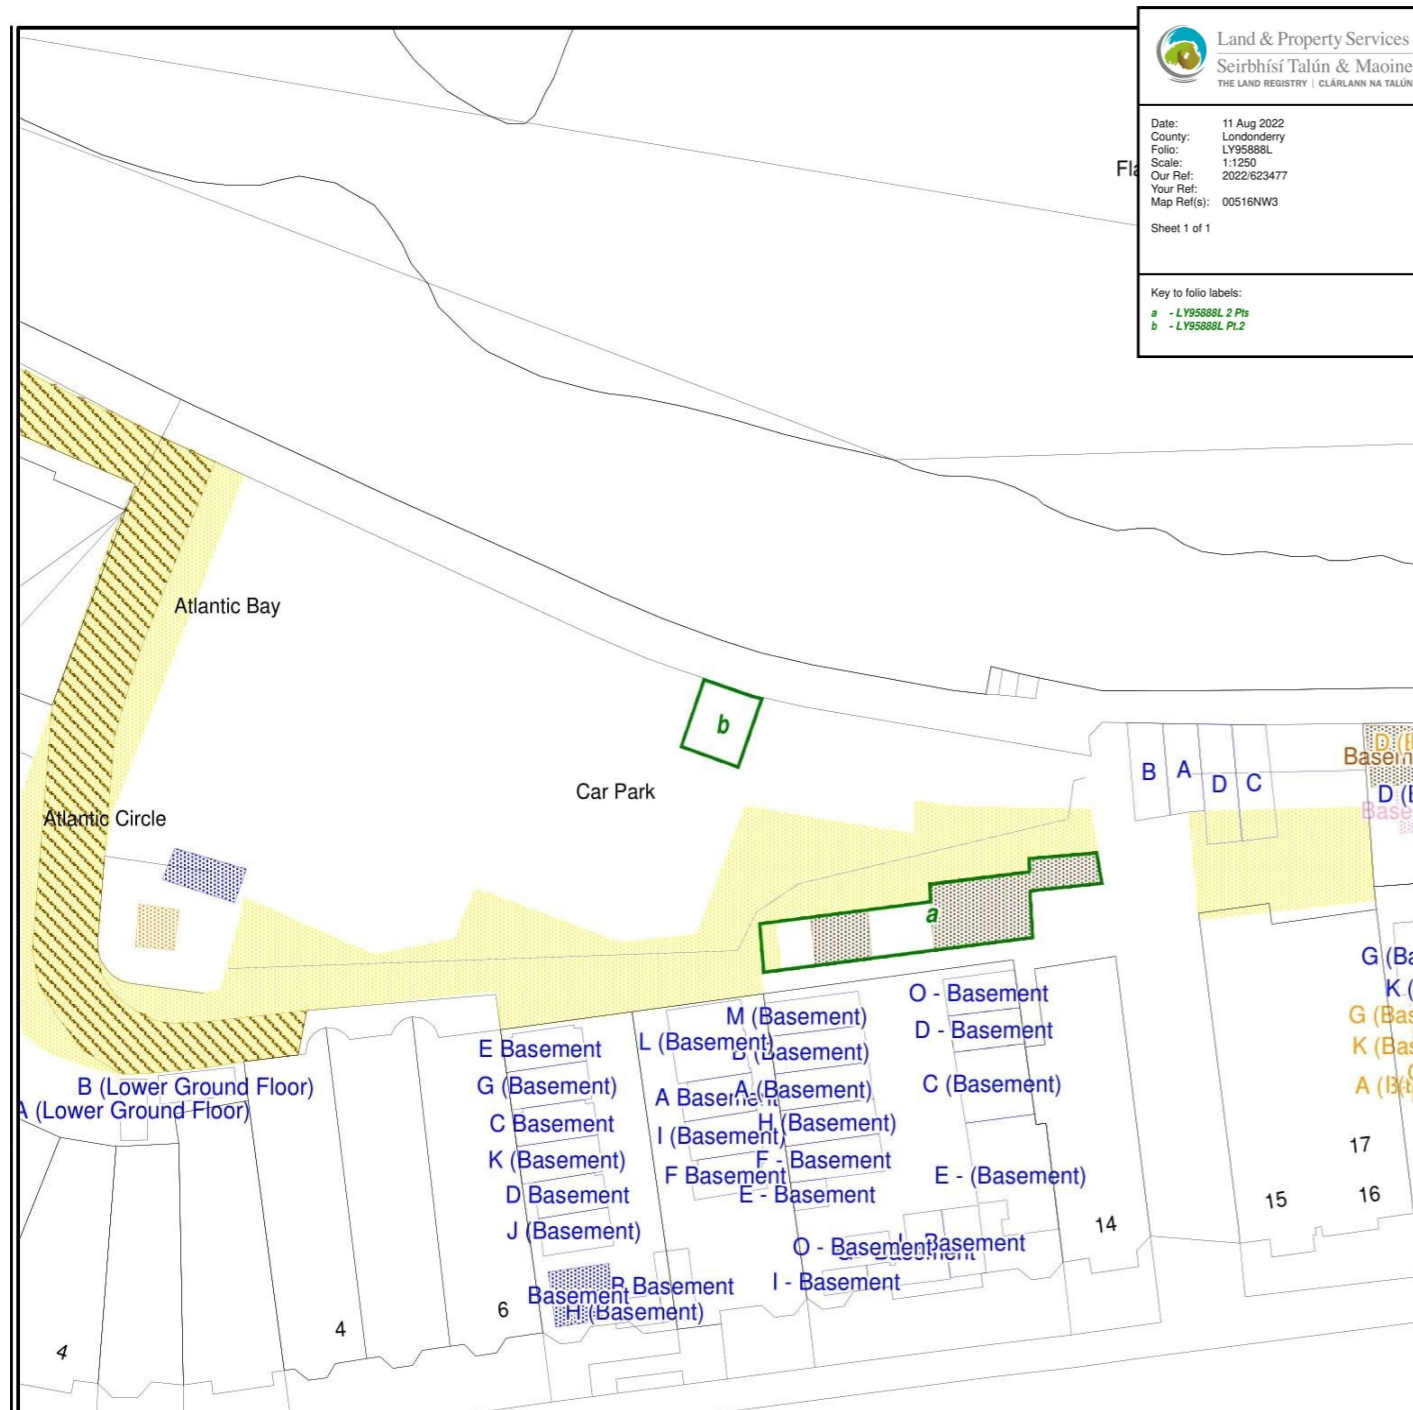 Land & Property Services
Seirbhísí Talún & Maoine
THE LAND REGISTRY | CLÁRLANN NA TALÚN
Date: 11 Aug 2022
County: Londonderry
Folio: LY95888L
Scale: 1:1250
Our Ref: 2022/623477
Your Ref:
Map Ref(s): 00516NW3
Sheet 1 of 1
Key to folio labels:
a - LY95888L 2 Pts
b - LY95888L Pt.2
Atlantic Bay
b
Car Park
Atlantic Circle
B
A
D
C
a
O - Basement
M (Basement)
D - Basement
L (Basement)
E Basement
G (Basement)
C (Basement)
B (Lower Ground Floor)
A (Lower Ground Floor)
A Basement
A (Basement)
C Basement
H (Basement)
I (Basement)
K (Basement)
F - Basement
F Basement
E - (Basement)
D Basement
E - Basement
J (Basement)
O - Basement
Basement
I - Basement
B Basement
Basement
H (Basement)
4
4
6
14
15
16
17